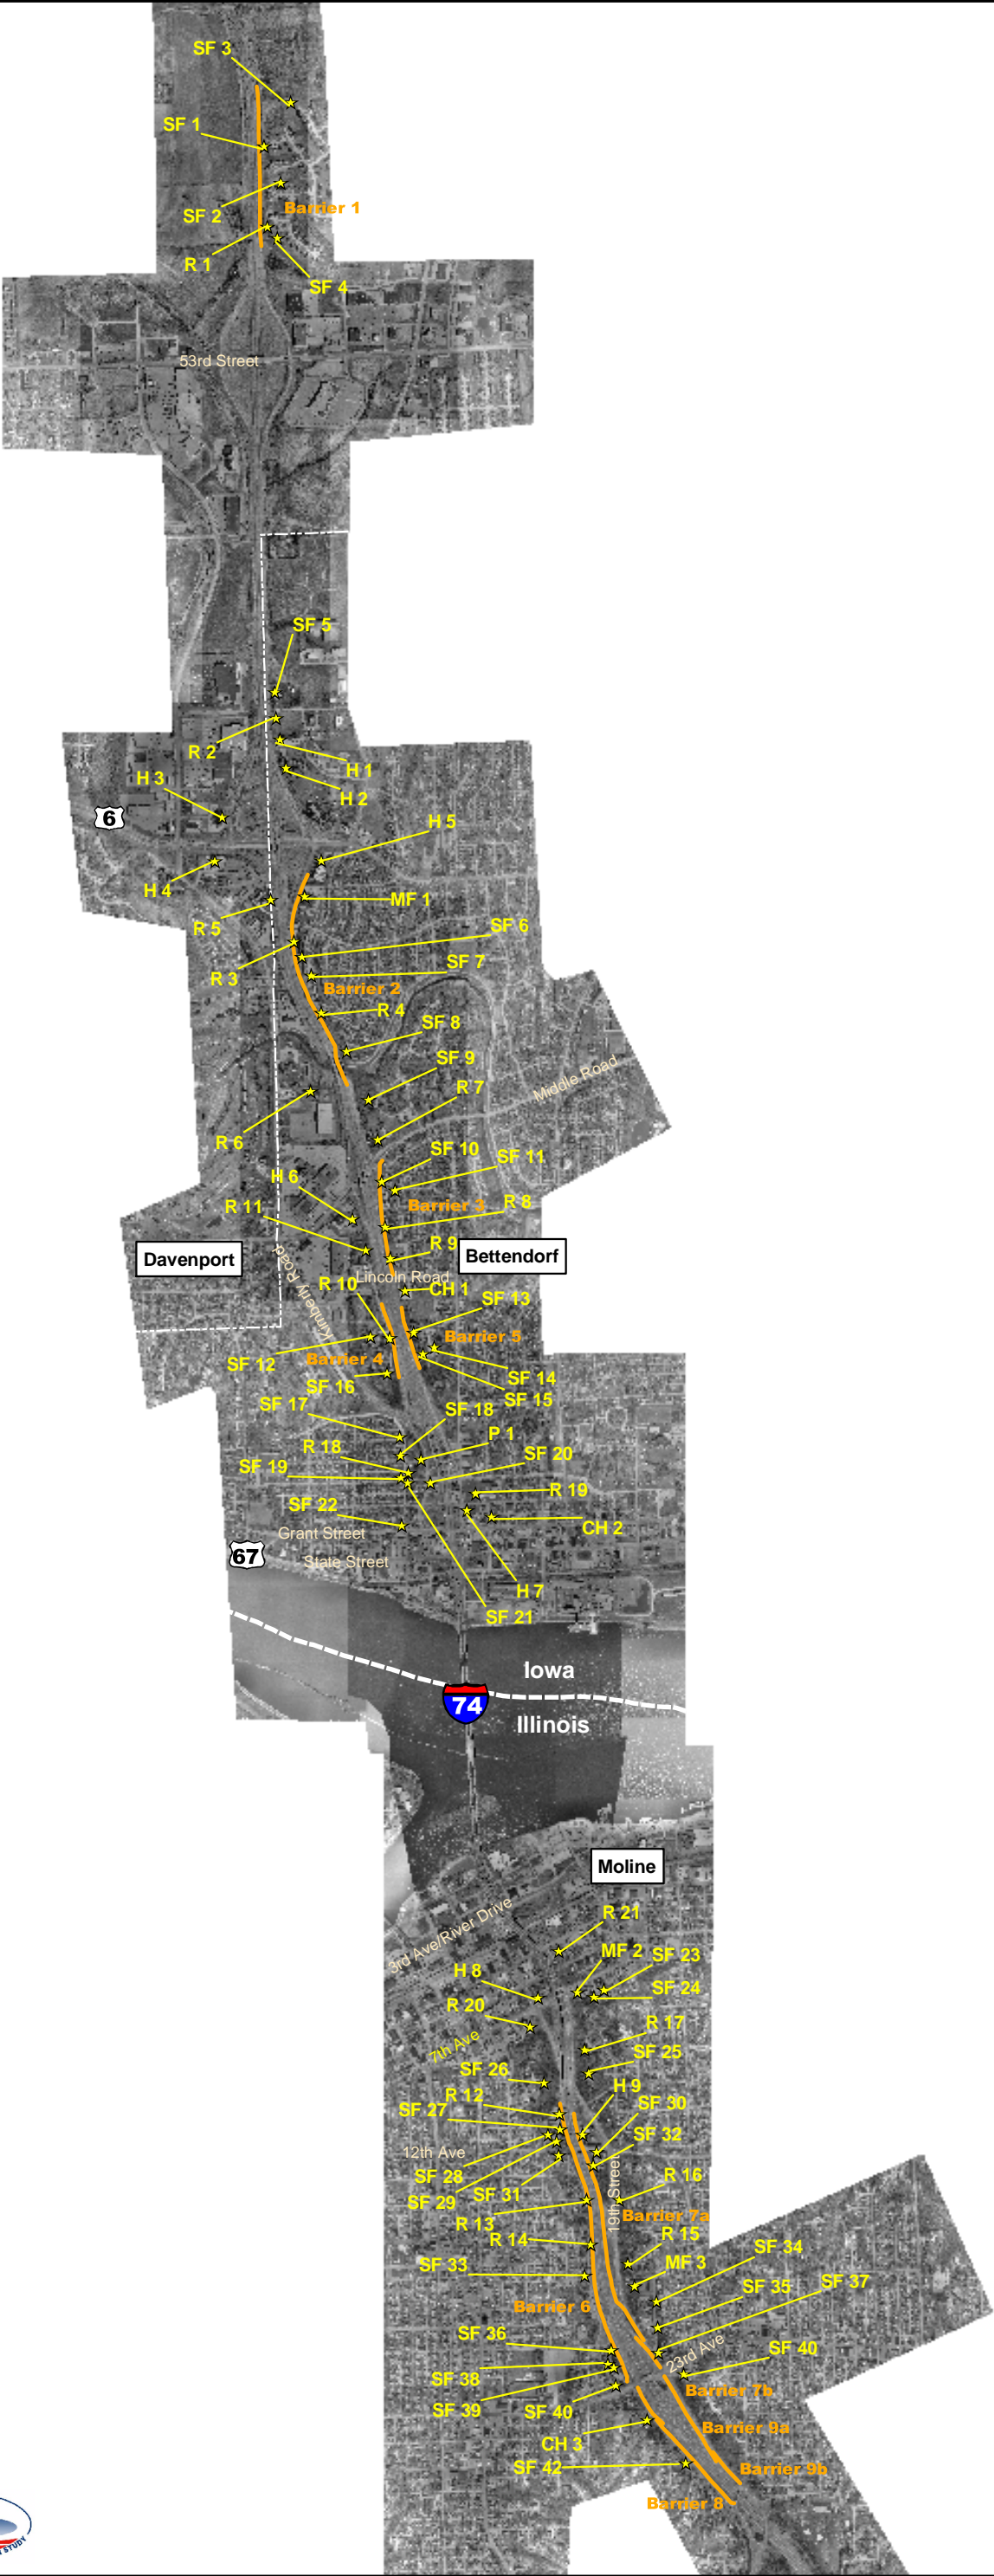 SF 3
SF 1
SF 2
Barrier 1
R 1
SF 4
53rd Street
SF 5
R 2
H 1
H 3
H 2
6
H 5
H 4
MF 1
R 5
SF 6
SF 7
R 3
Barrier 2
R 4
SF 8
SF 9
Middle Road
R 7
R 6
SF 10
SF 11
H 6
R 11
Barrier 3
R 8
R 9
Davenport
Bettendorf
Kimberly Road
Lincoln Road
R 10
CH 1
SF 13
Barrier 5
SF 12
Barrier 4
SF 14
SF 16
SF 15
SF 17
SF 18
P 1
R 18
SF 20
SF 19
R 19
SF 22
CH 2
Grant Street
67
State Street
H 7
SF 21
Iowa
74
Illinois
Moline
R 21
3rd Ave/River Drive
MF 2
SF 23
H 8
SF 24
R 20
R 17
7th Ave
SF 25
SF 26
H 9
R 12
SF 30
SF 27
SF 32
12th Ave
SF 28
R 16
SF 31
SF 29
19th Street
Barrier 7a
R 13
R 15
R 14
SF 34
MF 3
SF 33
SF 37
SF 35
Barrier 6
SF 36
23rd Ave
SF 40
SF 38
Barrier 7b
SF 39
SF 40
Barrier 9a
CH 3
SF 42
Barrier 9b
Barrier 8
STUDY